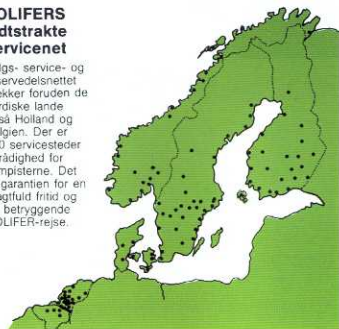 OLIFERS
dtstrakte
ervicenet
lgs- service- og
servedelsnettet
ekker foruden de
rdiske lande
så Holland og
lgien. Der er
0 servicesteder
rådighed for
mpisterne. Det
garantien for en
agtfuld fritid og
betryggende
OLIFER-rejse.